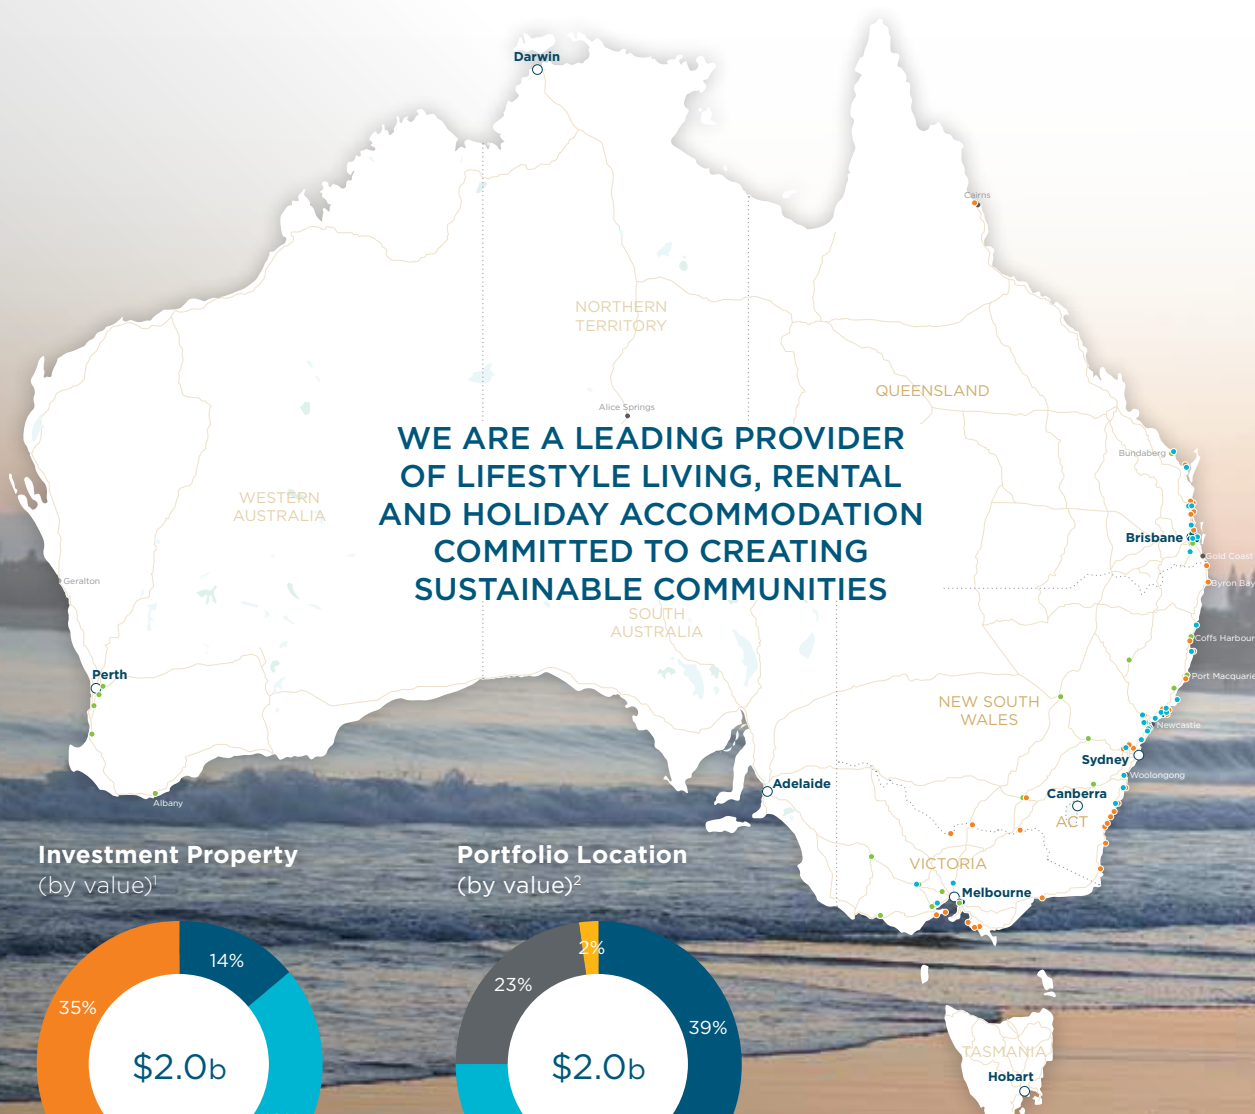 Darwin
Cairns
NORTHERN
TERRITORY
QUEENSLAND
Alice Springs
WE ARE A LEADING PROVIDER
OF LIFESTYLE LIVING, RENTAL
AND HOLIDAY ACCOMMODATION
COMMITTED TO CREATING
SUSTAINABLE COMMUNITIES
Bundaberg
WESTERN
AUSTRALIA
Brisbane
Gold Coast
Geralton
Byron Bay
SOUTH
AUSTRALIA
Coffs Harbour
Perth
Port Macquarie
NEW SOUTH
WALES
Newcastle
Sydney
Woolongong
Adelaide
Canberra
Albany
ACT
Investment Property
(by value)¹
Portfolio Location
(by value)²
VICTORIA
Melbourne
14%
35%
$2.0b
2%
23%
39%
$2.0b
TASMANIA
Hobart